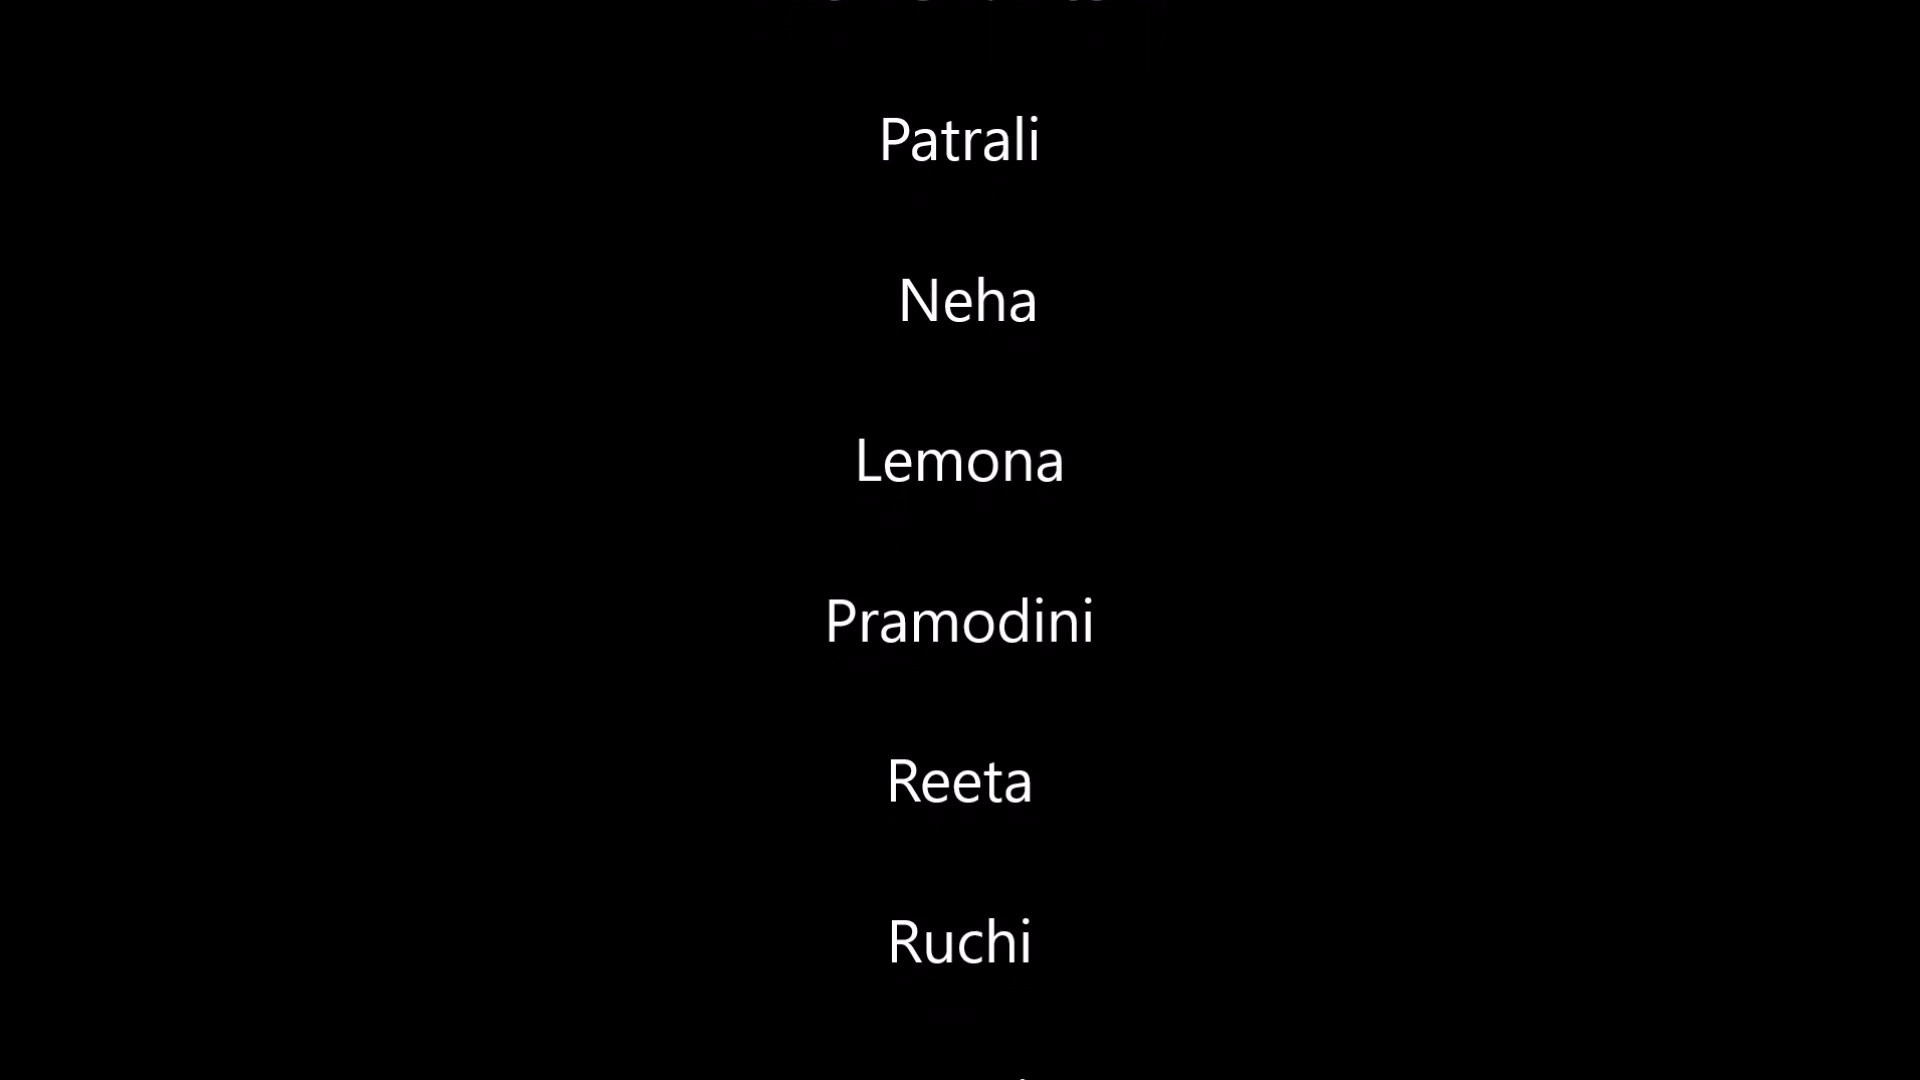 Patrali
Neha
Lemona
Pramodini
Reeta
Ruchi